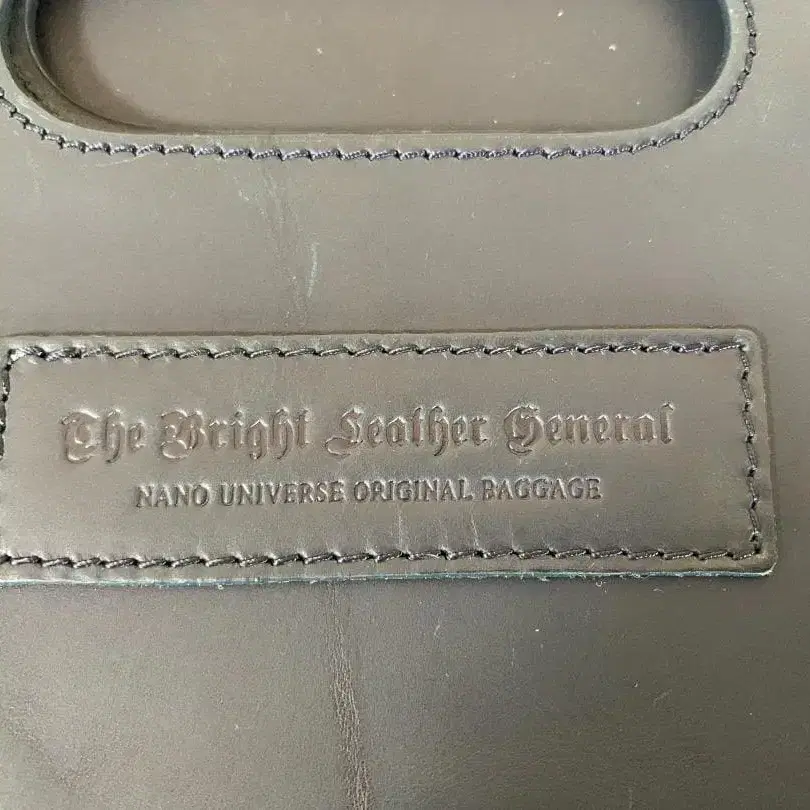 The Bright Leather General
NANO UNIVERSE ORIGINAL BAGGAGE